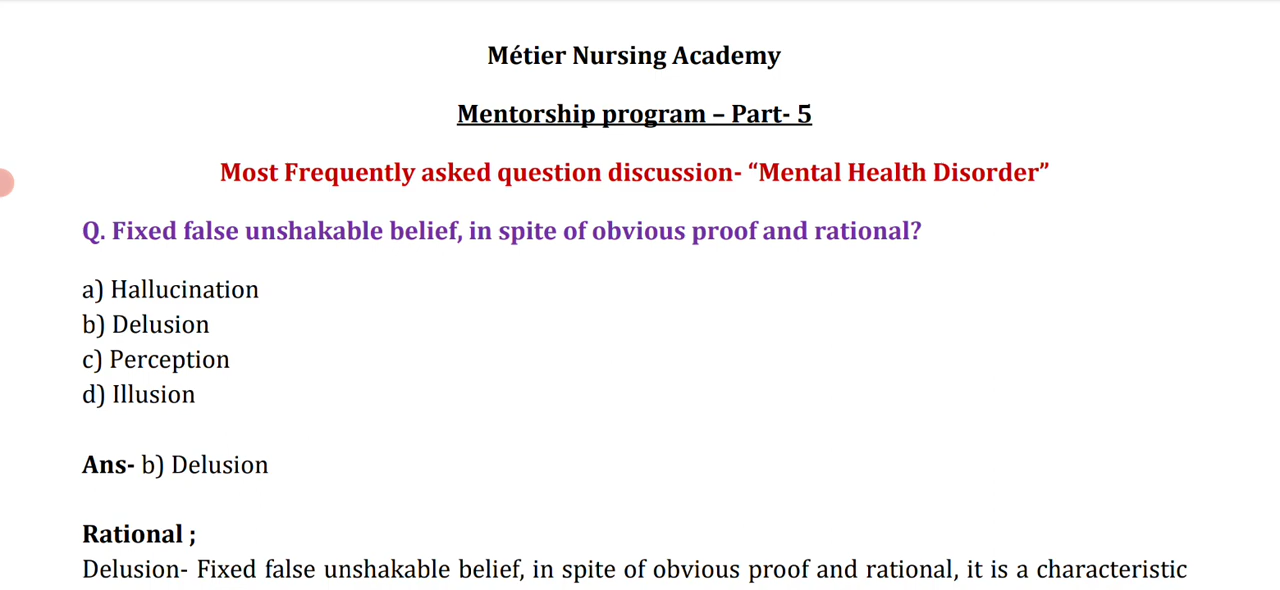 Métier Nursing Academy
Mentorship program – Part- 5
Most Frequently asked question discussion- “Mental Health Disorder”
Q. Fixed false unshakable belief, in spite of obvious proof and rational?
a) Hallucination
b) Delusion
c) Perception
d) Illusion
Ans- b) Delusion
Rational ;
Delusion- Fixed false unshakable belief, in spite of obvious proof and rational, it is a characteristic